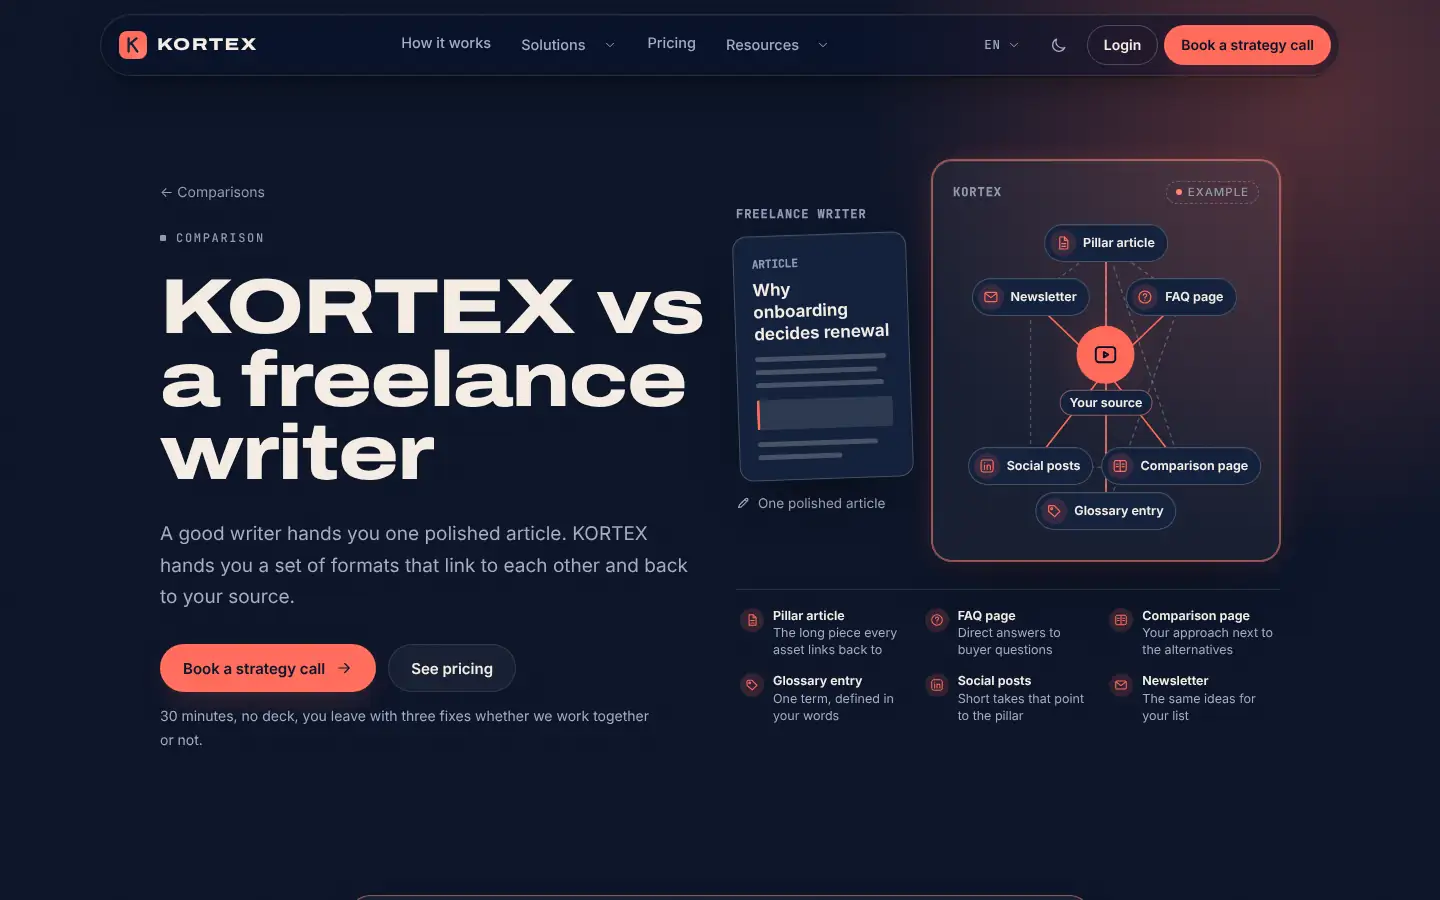 KORTEX
How it works
Solutions
Pricing
Resources
EN
Login
Book a strategy call
← Comparisons
COMPARISON
KORTEX vs
a freelance
writer
A good writer hands you one polished article. KORTEX
hands you a set of formats that link to each other and back
to your source.
Book a strategy call →
See pricing
30 minutes, no deck, you leave with three fixes whether we work together
or not.
FREELANCE WRITER
ARTICLE
Why
onboarding
decides renewal
One polished article
KORTEX
EXAMPLE
Pillar article
Newsletter
FAQ page
Your source
Social posts
Comparison page
Glossary entry
Pillar article
The long piece every
asset links back to
FAQ page
Direct answers to
buyer questions
Comparison page
Your approach next to
the alternatives
Glossary entry
One term, defined in
your words
Social posts
Short takes that point
to the pillar
Newsletter
The same ideas for
your list